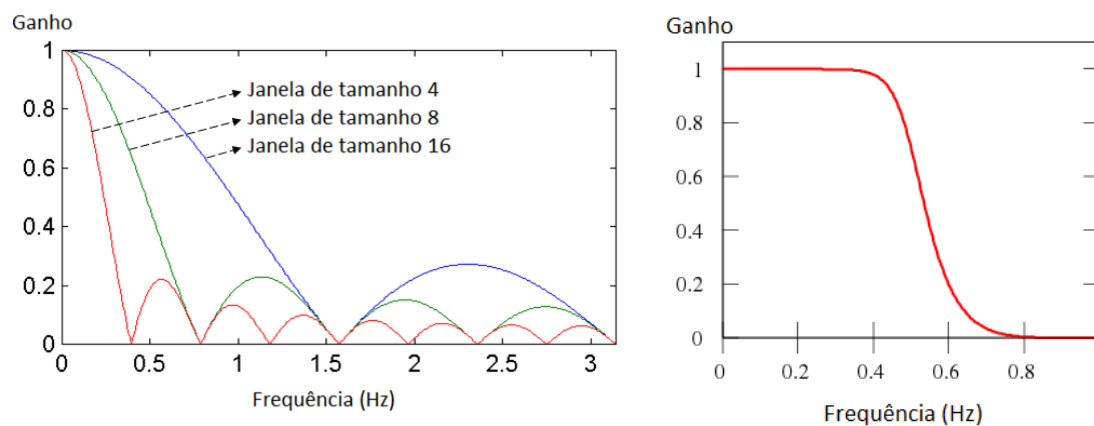 Ganho
1
0.8
0.6
0.4
0.2
0
Janela de tamanho 4
Janela de tamanho 8
Janela de tamanho 16
0 0.5 1 1.5 2 2.5 3
Frequência (Hz)
Ganho
1
0.8
0.6
0.4
0.2
0
0 0.2 0.4 0.6 0.8
Frequência (Hz)